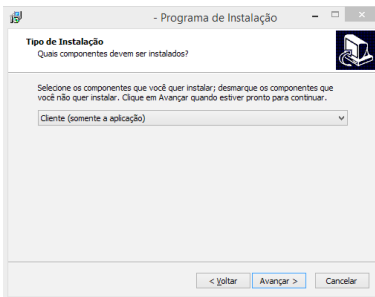 - Programa de Instalação
Tipo de Instalação
Quais componentes devem ser instalados?
Selecione os componentes que você quer instalar; desmarque os componentes que
você não quer instalar. Clique em Avançar quando estiver pronto para continuar.
Cliente (somente a aplicação)
< Voltar Avançar > Cancelar